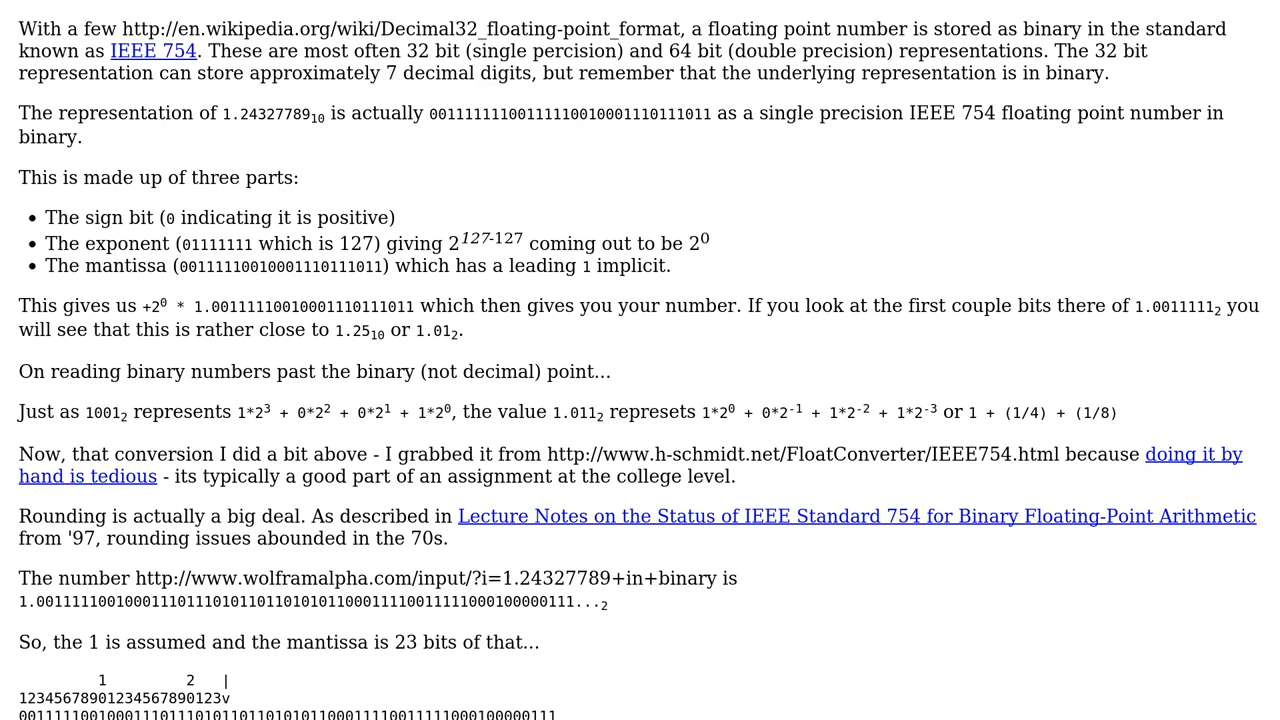 With a few http://en.wikipedia.org/wiki/Decimal32_floating-point_format, a floating point number is stored as binary in the standard
known as IEEE 754. These are most often 32 bit (single percision) and 64 bit (double precision) representations. The 32 bit
representation can store approximately 7 decimal digits, but remember that the underlying representation is in binary.
The representation of 1.24327789₁₀ is actually 00111111100111110010001110111011 as a single precision IEEE 754 floating point number in
binary.
This is made up of three parts:
• The sign bit (0 indicating it is positive)
• The exponent (01111111 which is 127) giving 2¹²⁷⁻¹²⁷ coming out to be 2⁰
• The mantissa (00111110010001110111011) which has a leading 1 implicit.
This gives us +2⁰ * 1.00111110010001110111011 which then gives you your number. If you look at the first couple bits there of 1.0011111₂ you
will see that this is rather close to 1.25₁₀ or 1.01₂.
On reading binary numbers past the binary (not decimal) point...
Just as 1001₂ represents 1*2³ + 0*2² + 0*2¹ + 1*2⁰, the value 1.011₂ represets 1*2⁰ + 0*2⁻¹ + 1*2⁻² + 1*2⁻³ or 1 + (1/4) + (1/8)
Now, that conversion I did a bit above - I grabbed it from http://www.h-schmidt.net/FloatConverter/IEEE754.html because doing it by
hand is tedious - its typically a good part of an assignment at the college level.
Rounding is actually a big deal. As described in Lecture Notes on the Status of IEEE Standard 754 for Binary Floating-Point Arithmetic
from '97, rounding issues abounded in the 70s.
The number http://www.wolframalpha.com/input/?i=1.24327789+in+binary is
1.0011111001000111011101011011010101100011110011111000100000111...₂
So, the 1 is assumed and the mantissa is 23 bits of that...
1 2 |
12345678901234567890123v
0011111001000111011101011011010101100011110011111000100000111